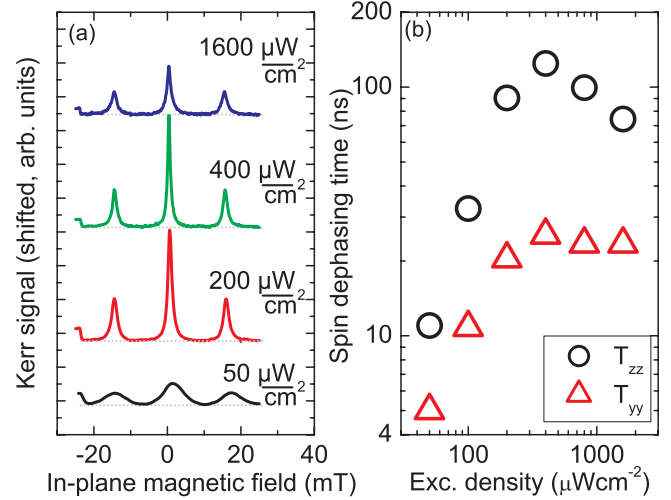 (a)
1600 µW
cm²
400 µW
cm²
200 µW
cm²
50 µW
cm²
Kerr signal (shifted, arb. units)
-20 0 20 40
In-plane magnetic field (mT)
(b)
200
100
10
4
Spin dephasing time (ns)
T_zz
T_yy
100 1000
Exc. density (µWcm⁻²)